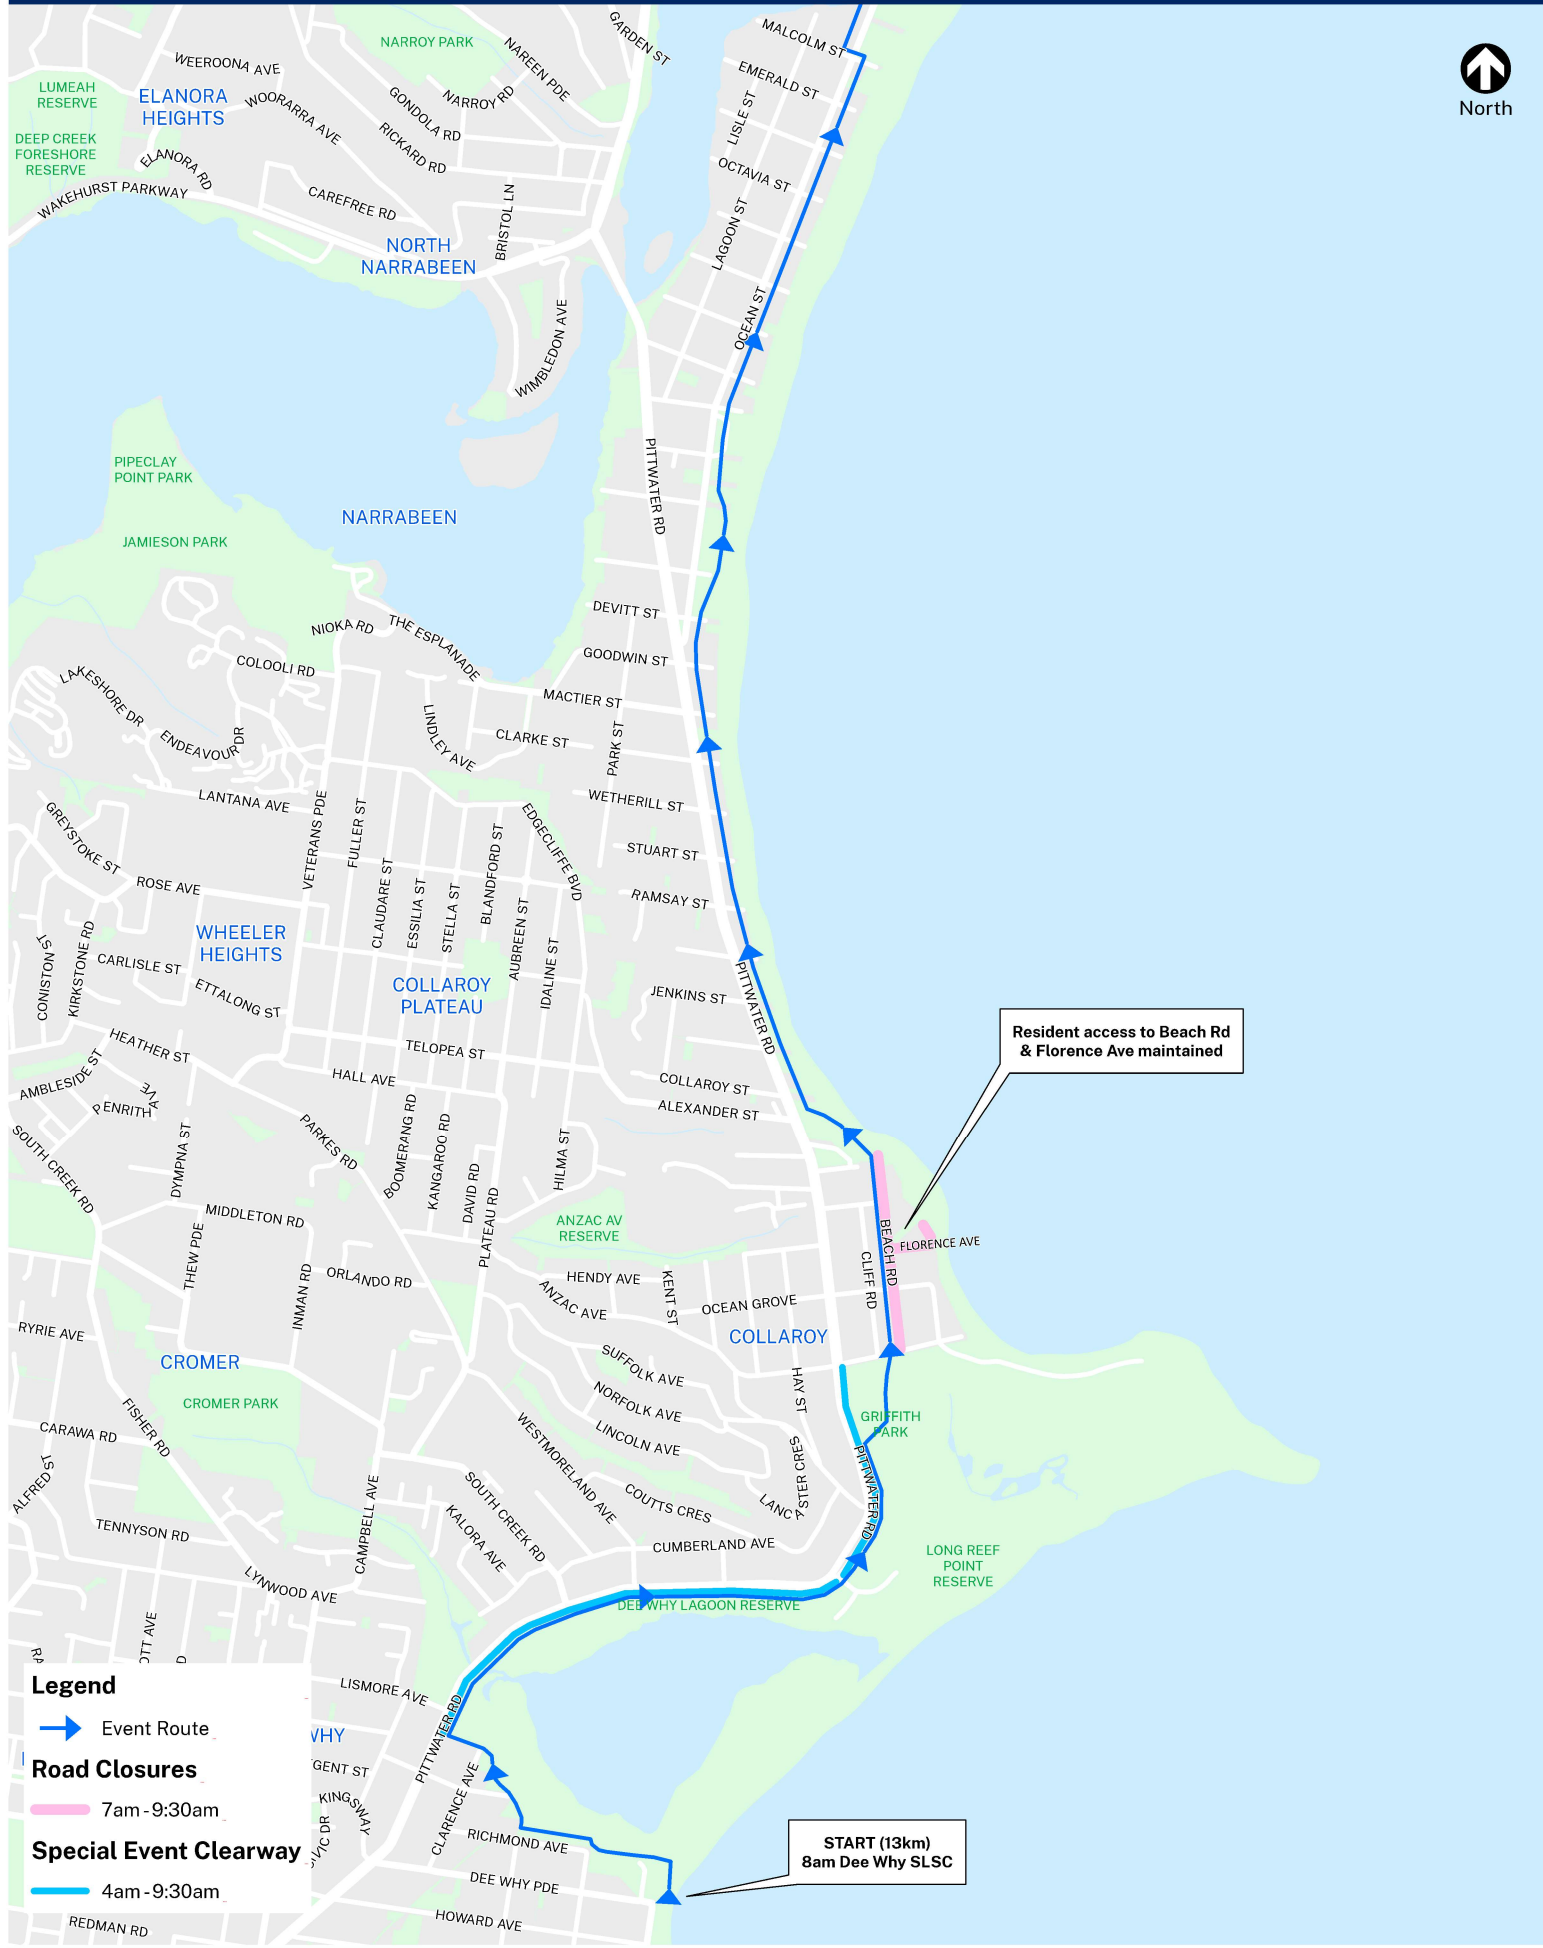 GARDEN ST
MALCOLM ST
NARROY PARK
NAREEN PDE
WEEROONA AVE
EMERALD ST
LUMEAH
RESERVE
ELANORA
HEIGHTS
NARROY RD
GONDOLA RD
WOORARRA AVE
LISLE ST
North
DEEP CREEK
FORESHORE
RESERVE
RICKARD RD
ELANORA RD
OCTAVIA ST
WAKEHURST PARKWAY
CAREFREE RD
BRISTOL LN
LAGOON ST
NORTH
NARRABEEN
OCEAN ST
WIMBLEDON AVE
PIPECLAY
POINT PARK
PITTWATER RD
NARRABEEN
JAMIESON PARK
DEVITT ST
NIOKA RD
THE ESPLANADE
GOODWIN ST
COLOOLI RD
LAKESHORE DR
MACTIER ST
ENDEAVOUR DR
LINDLEY AVE
CLARKE ST
PARK ST
LANTANA AVE
WETHERILL ST
GREYSTOKE ST
VETERANS PDE
FULLER ST
EDGECLIFFE BVD
STUART ST
ROSE AVE
CLAUDARE ST
ESSILIA ST
STELLA ST
BLANDFORD ST
AUBREEN ST
RAMSAY ST
WHEELER
HEIGHTS
CONISTON ST
KIRKSTONE RD
CARLISLE ST
IDALINE ST
ETTALONG ST
COLLAROY
PLATEAU
JENKINS ST
PITTWATER RD
Resident access to Beach Rd
& Florence Ave maintained
HEATHER ST
TELOPEA ST
HALL AVE
AMBLESIDE ST
PENRITH AVE
COLLAROY ST
ALEXANDER ST
SOUTH CREEK RD
DYMPNA ST
PARKES RD
BOOMERANG RD
KANGAROO RD
DAVID RD
PLATEAU RD
HILMA ST
MIDDLETON RD
ANZAC AV
RESERVE
THEW PDE
BEACH RD
FLORENCE AVE
CLIFF RD
INMAN RD
ORLANDO RD
HENDY AVE
ANZAC AVE
KENT ST
OCEAN GROVE
RYRIE AVE
COLLAROY
CROMER
SUFFOLK AVE
HAY ST
CROMER PARK
NORFOLK AVE
GRIFFITH
PARK
CARAWA RD
FISHER RD
LINCOLN AVE
WESTMORELAND AVE
LANCASTER CRES
PITTWATER RD
ALFRED ST
SOUTH CREEK RD
COUTTS CRES
CAMPBELL AVE
KALORA AVE
TENNYSON RD
CUMBERLAND AVE
LONG REEF
POINT
RESERVE
LYNWOOD AVE
DEE WHY LAGOON RESERVE
OTT AVE
RA
D
Legend
Event Route
Road Closures
7am - 9:30am
Special Event Clearway
4am - 9:30am
LISMORE AVE
PITTWATER RD
WHY
GENT ST
KINGSWAY
CIVIC DR
CLARENCE AVE
RICHMOND AVE
START (13km)
8am Dee Why SLSC
DEE WHY PDE
HOWARD AVE
REDMAN RD